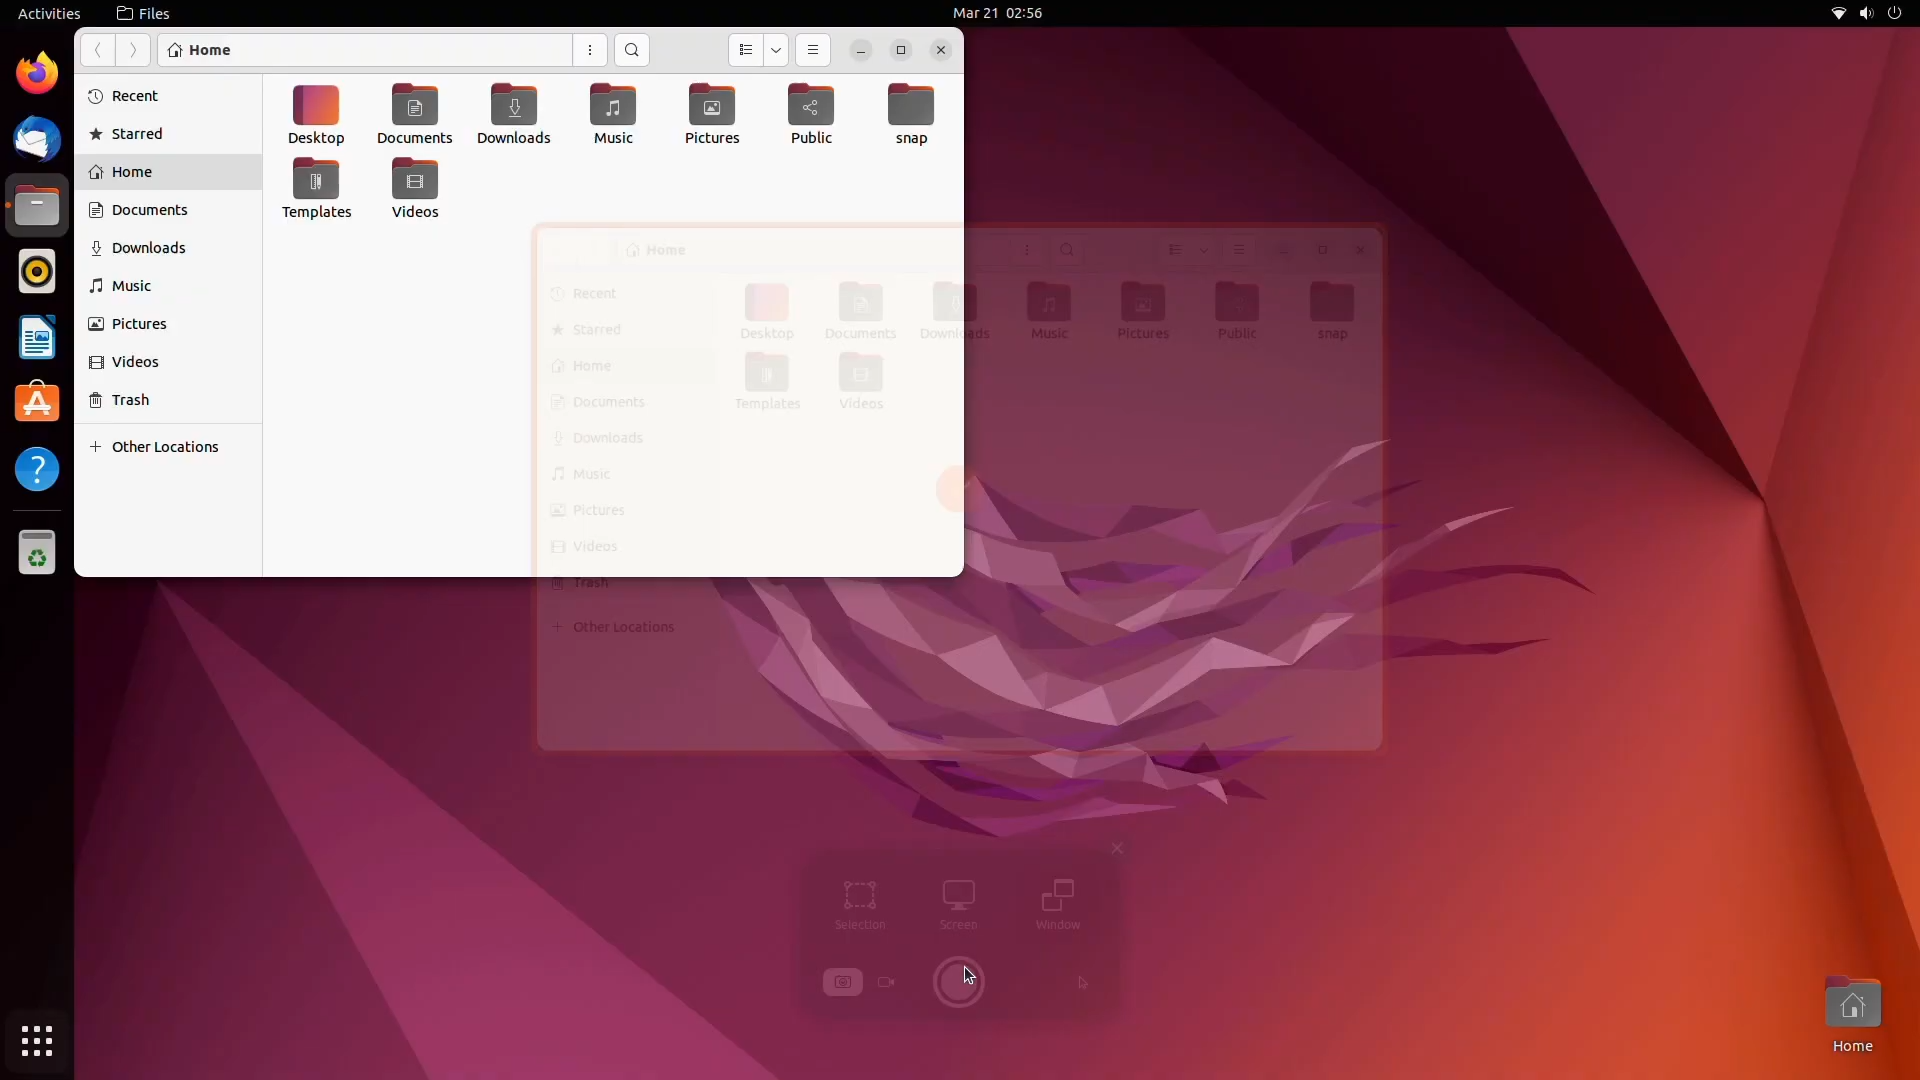 Activities
Files
Mar 21 02:56
Home
Recent
Starred
Home
Documents
Downloads
Music
Pictures
Videos
Trash
Other Locations
Desktop
Documents
Downloads
Music
Pictures
Public
snap
Templates
Videos
Home
Recent
Starred
Home
Documents
Downloads
Music
Pictures
Videos
Trash
Other Locations
Desktop
Documents
Downloads
Music
Pictures
Public
snap
Templates
Videos
Selection
Screen
Window
Home